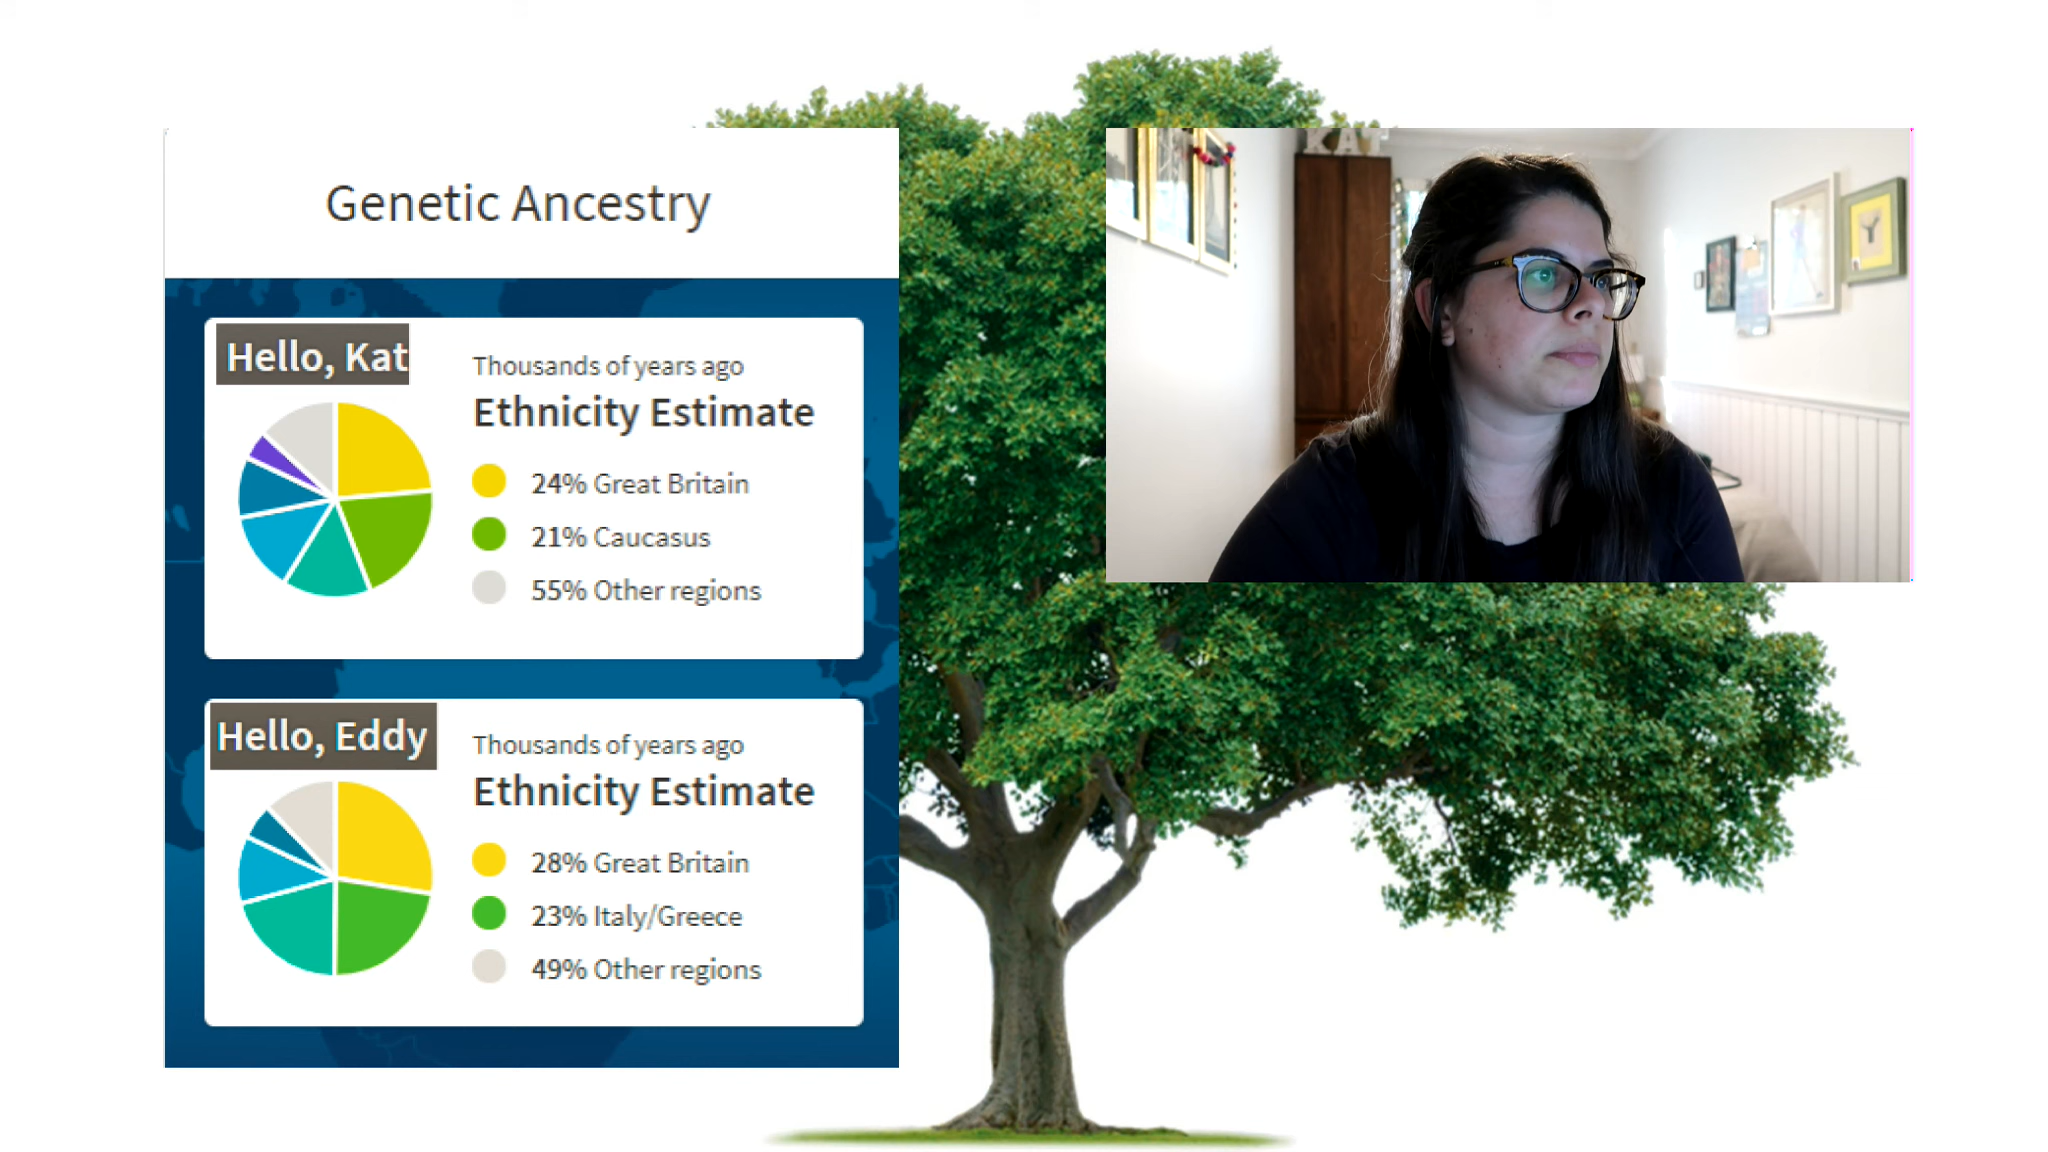 Genetic Ancestry
Hello, Kat
Thousands of years ago
Ethnicity Estimate
24% Great Britain
21% Caucasus
55% Other regions
Hello, Eddy
Thousands of years ago
Ethnicity Estimate
28% Great Britain
23% Italy/Greece
49% Other regions